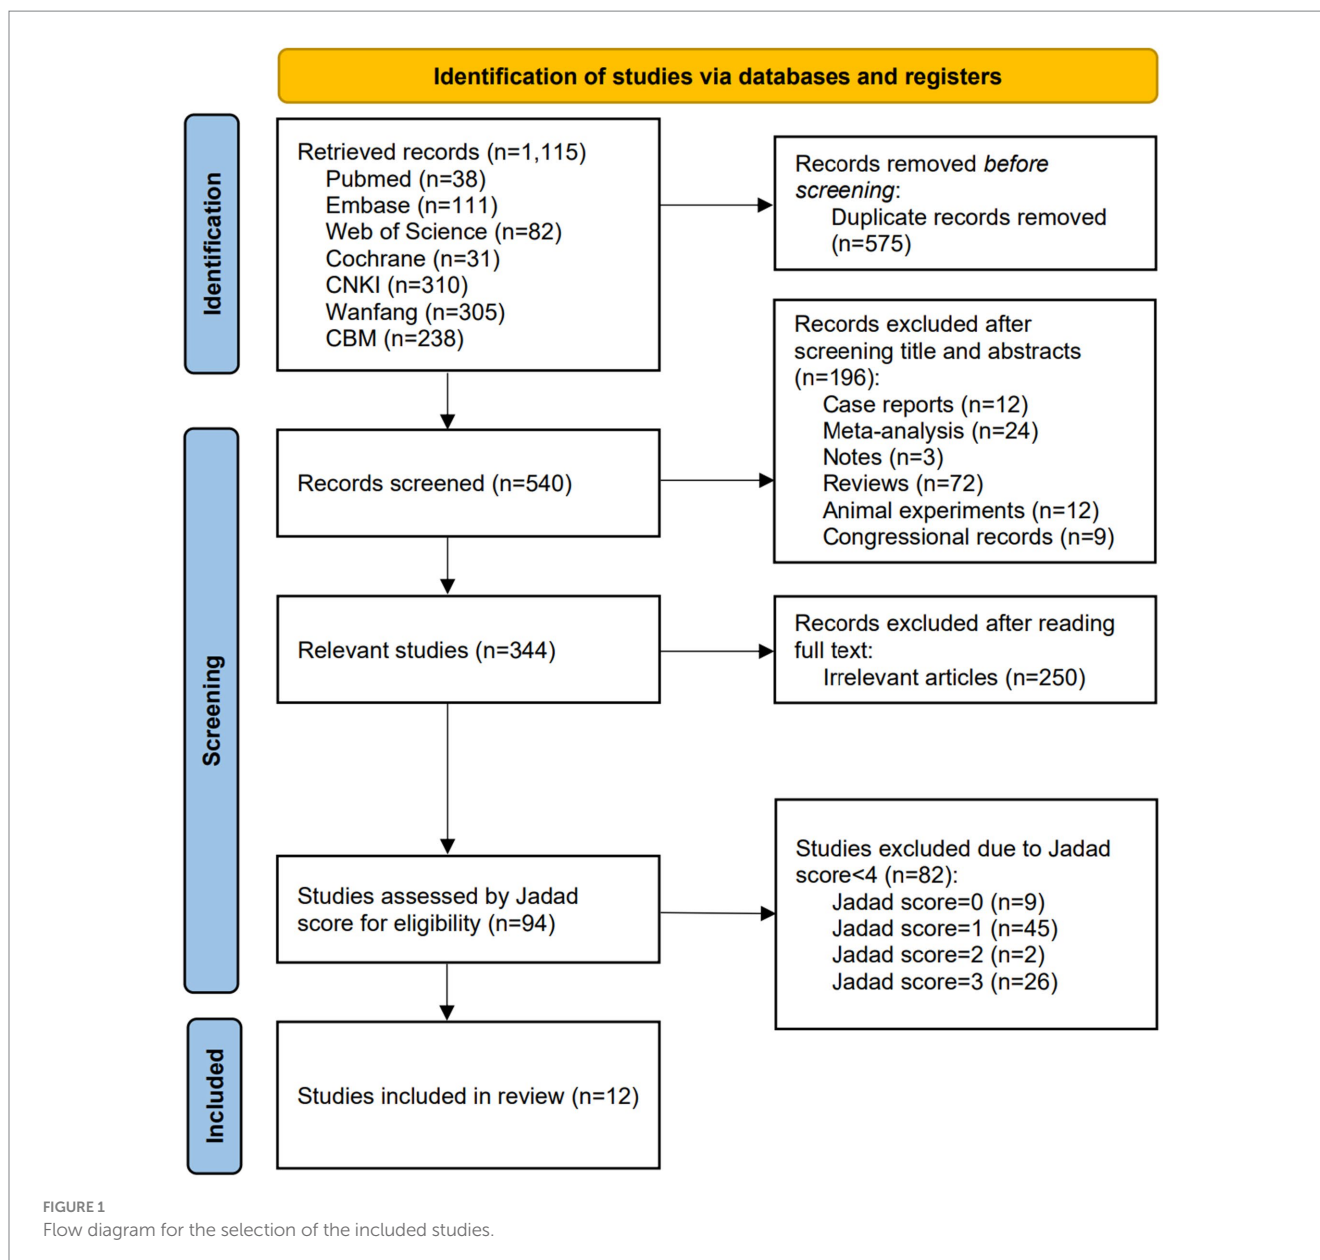 Identification of studies via databases and registers
Identification
Retrieved records (n=1,115)
Pubmed (n=38)
Embase (n=111)
Web of Science (n=82)
Cochrane (n=31)
CNKI (n=310)
Wanfang (n=305)
CBM (n=238)
Records removed before
screening:
Duplicate records removed
(n=575)
Screening
Records screened (n=540)
Records excluded after
screening title and abstracts
(n=196):
Case reports (n=12)
Meta-analysis (n=24)
Notes (n=3)
Reviews (n=72)
Animal experiments (n=12)
Congressional records (n=9)
Relevant studies (n=344)
Records excluded after reading
full text:
Irrelevant articles (n=250)
Studies assessed by Jadad
score for eligibility (n=94)
Studies excluded due to Jadad
score<4 (n=82):
Jadad score=0 (n=9)
Jadad score=1 (n=45)
Jadad score=2 (n=2)
Jadad score=3 (n=26)
Included
Studies included in review (n=12)
FIGURE 1
Flow diagram for the selection of the included studies.